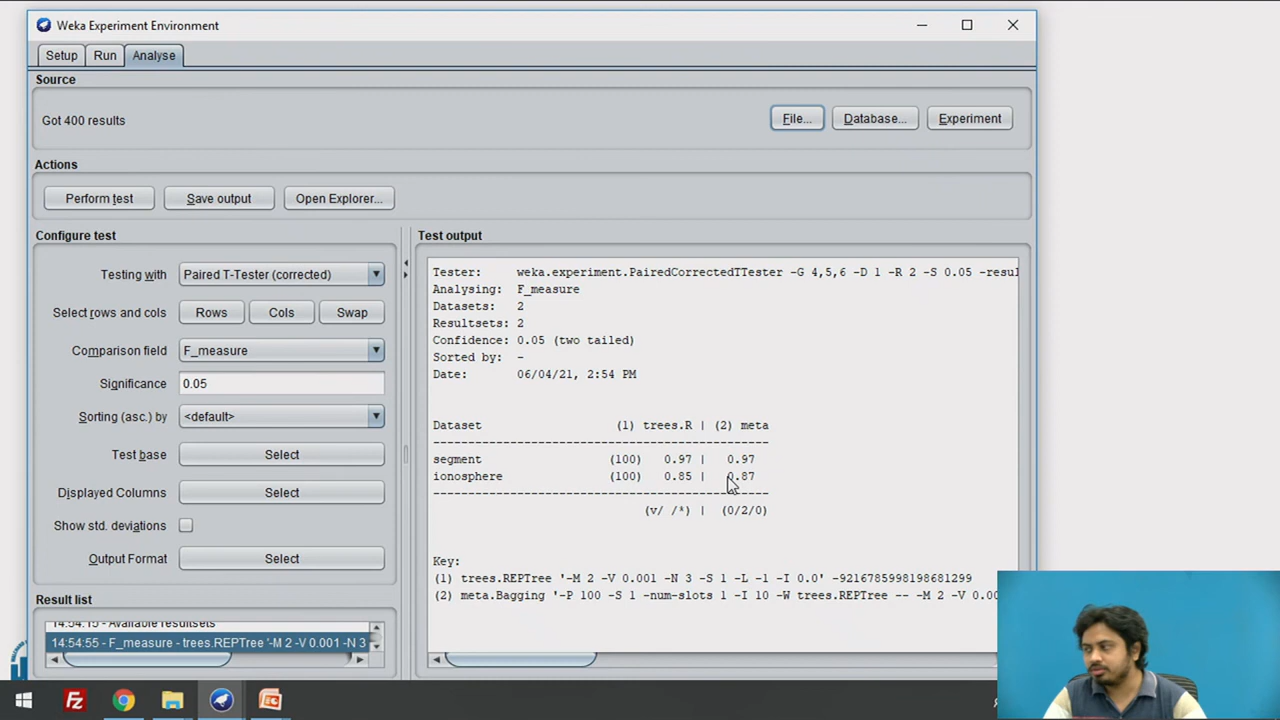 Weka Experiment Environment
Setup Run Analyse
Source
Got 400 results File... Database... Experiment
Actions
Perform test Save output Open Explorer...
Configure test
Testing with Paired T-Tester (corrected)
Select rows and cols Rows Cols Swap
Comparison field F_measure
Significance 0.05
Sorting (asc.) by <default>
Test base Select
Displayed Columns Select
Show std. deviations
Output Format Select
Result list
14:54:15 - Available resultsets
14:54:55 - F_measure - trees.REPTree '-M 2 -V 0.001 -N 3
Test output
Tester: weka.experiment.PairedCorrectedTTester -G 4,5,6 -D 1 -R 2 -S 0.05 -resul
Analysing: F_measure
Datasets: 2
Resultsets: 2
Confidence: 0.05 (two tailed)
Sorted by: -
Date: 06/04/21, 2:54 PM
Dataset (1) trees.R | (2) meta
----------------------------------------------
segment (100) 0.97 | 0.97
ionosphere (100) 0.85 | 0.87
----------------------------------------------
(v/ /*) | (0/2/0)
Key:
(1) trees.REPTree '-M 2 -V 0.001 -N 3 -S 1 -L -1 -I 0.0' -9216785998198681299
(2) meta.Bagging '-P 100 -S 1 -num-slots 1 -I 10 -W trees.REPTree -- -M 2 -V 0.00